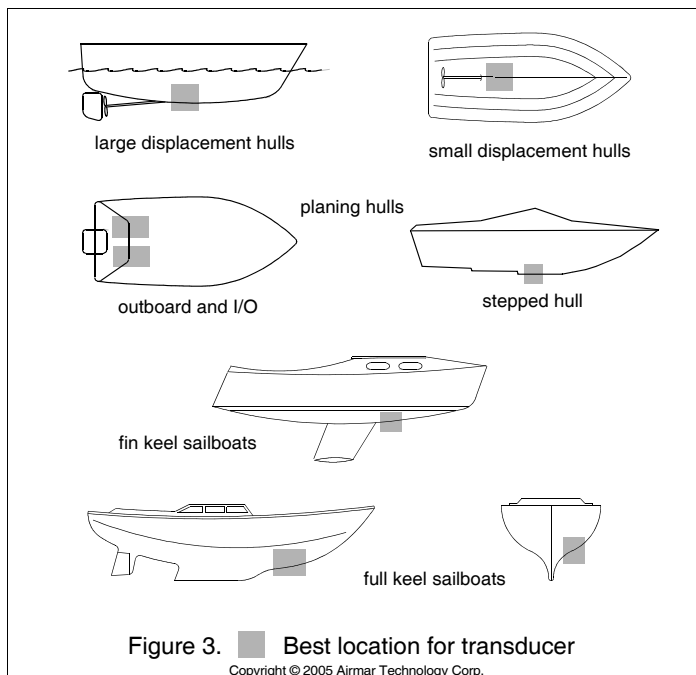 large displacement hulls
small displacement hulls
planing hulls
outboard and I/O
stepped hull
fin keel sailboats
full keel sailboats
Figure 3. Best location for transducer
Copyright © 2005 Airmar Technology Corp.